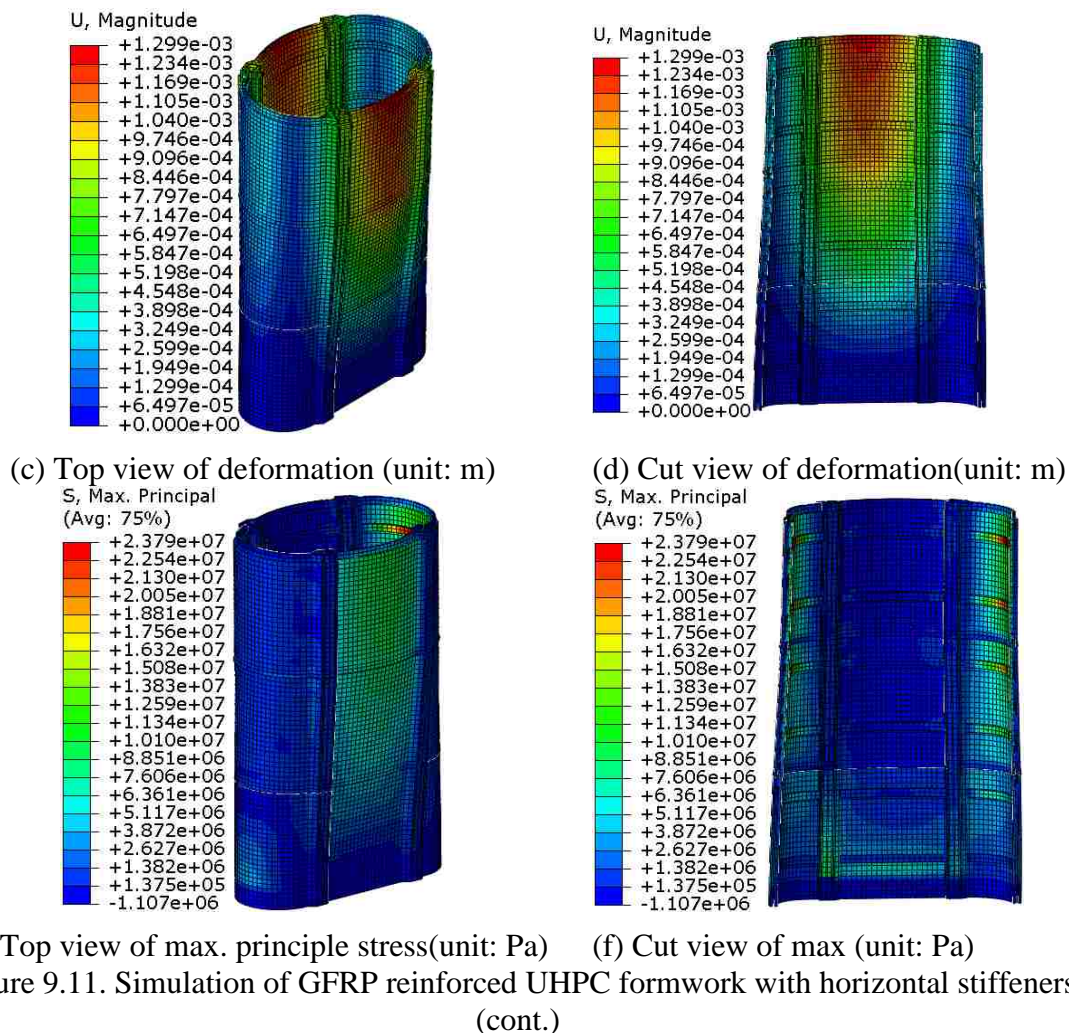 U, Magnitude
+1.299e-03
+1.234e-03
+1.169e-03
+1.105e-03
+1.040e-03
+9.746e-04
+9.096e-04
+8.446e-04
+7.797e-04
+7.147e-04
+6.497e-04
+5.847e-04
+5.198e-04
+4.548e-04
+3.898e-04
+3.249e-04
+2.599e-04
+1.949e-04
+1.299e-04
+6.497e-05
+0.000e+00
U, Magnitude
+1.299e-03
+1.234e-03
+1.169e-03
+1.105e-03
+1.040e-03
+9.746e-04
+9.096e-04
+8.446e-04
+7.797e-04
+7.147e-04
+6.497e-04
+5.847e-04
+5.198e-04
+4.548e-04
+3.898e-04
+3.249e-04
+2.599e-04
+1.949e-04
+1.299e-04
+6.497e-05
+0.000e+00
(c) Top view of deformation (unit: m)
(d) Cut view of deformation(unit: m)
S, Max. Principal
(Avg: 75%)
+2.379e+07
+2.254e+07
+2.130e+07
+2.005e+07
+1.881e+07
+1.756e+07
+1.632e+07
+1.508e+07
+1.383e+07
+1.259e+07
+1.134e+07
+1.010e+07
+8.851e+06
+7.606e+06
+6.361e+06
+5.117e+06
+3.872e+06
+2.627e+06
+1.382e+06
+1.375e+05
-1.107e+06
S, Max. Principal
(Avg: 75%)
+2.379e+07
+2.254e+07
+2.130e+07
+2.005e+07
+1.881e+07
+1.756e+07
+1.632e+07
+1.508e+07
+1.383e+07
+1.259e+07
+1.134e+07
+1.010e+07
+8.851e+06
+7.606e+06
+6.361e+06
+5.117e+06
+3.872e+06
+2.627e+06
+1.382e+06
+1.375e+05
-1.107e+06
Top view of max. principle stress(unit: Pa)
(f) Cut view of max (unit: Pa)
ure 9.11. Simulation of GFRP reinforced UHPC formwork with horizontal stiffeners
(cont.)